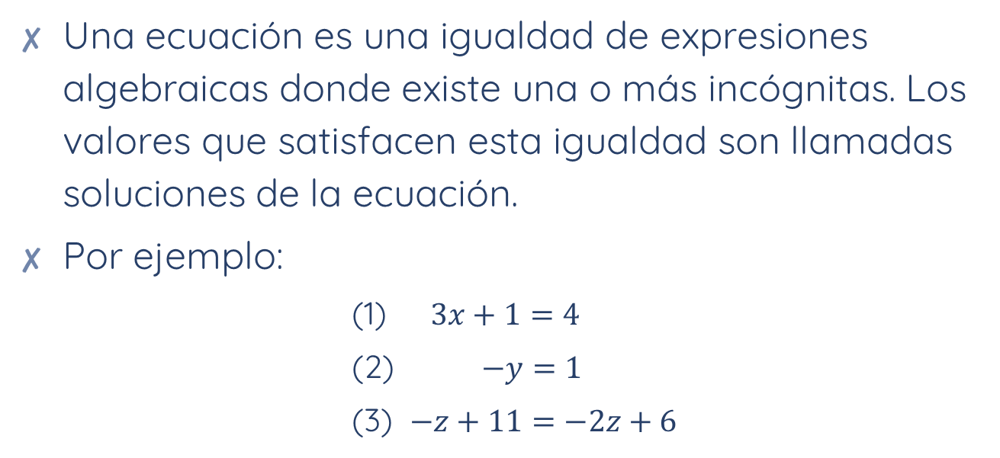 ✗ Una ecuación es una igualdad de expresiones
algebraicas donde existe una o más incógnitas. Los
valores que satisfacen esta igualdad son llamadas
soluciones de la ecuación.
✗ Por ejemplo:
(1) 3x + 1 = 4
(2) −y = 1
(3) −z + 11 = −2z + 6